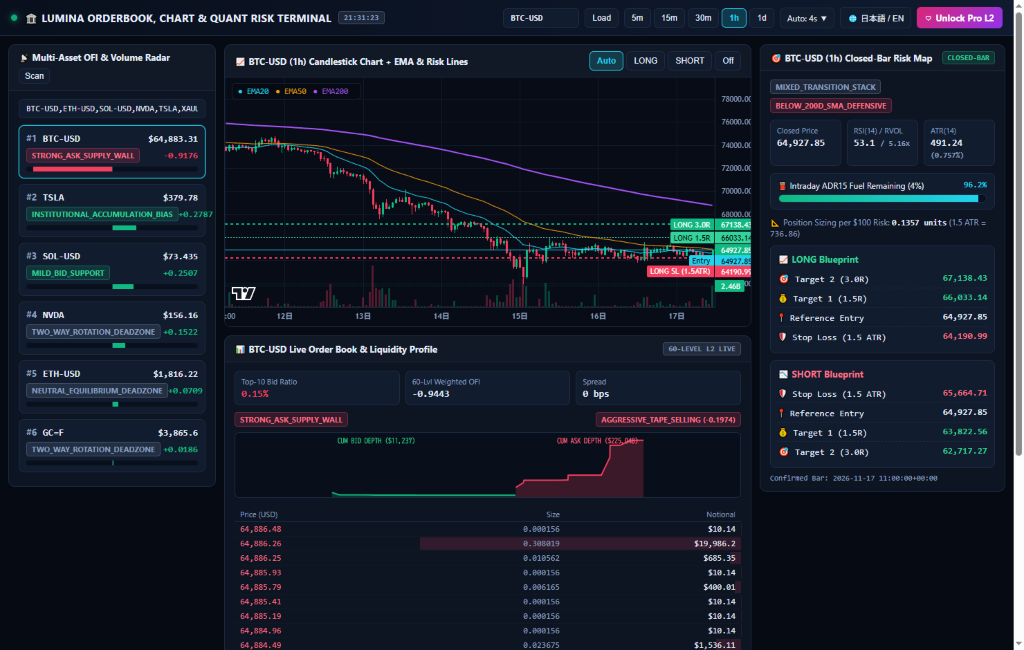 🏛 LUMINA ORDERBOOK, CHART & QUANT RISK TERMINAL 21:31:23
BTC-USD Load 5m 15m 30m 1h 1d Auto: 4s ▼ 日本語 / EN Unlock Pro L2
Multi-Asset OFI & Volume Radar
Scan
BTC-USD,ETH-USD,SOL-USD,NVDA,TSLA,XAU
#1 BTC-USD $64,883.31
STRONG_ASK_SUPPLY_WALL -0.9176
#2 TSLA $379.78
INSTITUTIONAL_ACCUMULATION_BIAS +0.2787
#3 SOL-USD $73.435
MILD_BID_SUPPORT +0.2507
#4 NVDA $156.16
TWO_WAY_ROTATION_DEADZONE +0.1522
#5 ETH-USD $1,816.22
NEUTRAL_EQUILIBRIUM_DEADZONE +0.0709
#6 GC=F $3,865.6
TWO_WAY_ROTATION_DEADZONE +0.0186
BTC-USD (1h) Candlestick Chart + EMA & Risk Lines
Auto LONG SHORT Off
EMA20 EMA50 EMA200
78000.00
76000.00
74000.00
72000.00
70000.00
68000.00
LONG 3.0R 67138.43
LONG 1.5R 66033.14
64927.85
Entry 64927.85
LONG SL (1.5ATR) 64190.99
2.46B
:00 12日 13日 14日 15日 16日 17日
BTC-USD Live Order Book & Liquidity Profile
60-LEVEL L2 LIVE
Top-10 Bid Ratio
0.15%
60-Lvl Weighted OFI
-0.9443
Spread
0 bps
STRONG_ASK_SUPPLY_WALL
AGGRESSIVE_TAPE_SELLING (-0.1974)
CUM BID DEPTH ($11,23Y)
Price (USD) Size Notional
64,886.48 0.000156 $10.14
64,886.26 0.308019 $19,986.2
64,886.25 0.010562 $685.35
64,885.93 0.000156 $10.14
64,885.79 0.006165 $400.01
64,885.41 0.000156 $10.14
64,885.19 0.000156 $10.14
64,884.96 0.000156 $10.14
64,884.49 0.023675 $1,536.11
BTC-USD (1h) Closed-Bar Risk Map
CLOSED-BAR
MIXED_TRANSITION_STACK
BELOW_200D_SMA_DEFENSIVE
Closed Price
64,927.85
RSI(14) / RVOL
53.1 / 5.16x
ATR(14)
491.24
(0.757%)
Intraday ADR15 Fuel Remaining (4%) 96.2%
Position Sizing per $100 Risk: 0.1357 units (1.5 ATR =
736.86)
LONG Blueprint
Target 2 (3.0R) 67,138.43
Target 1 (1.5R) 66,033.14
Reference Entry 64,927.85
Stop Loss (1.5 ATR) 64,190.99
SHORT Blueprint
Stop Loss (1.5 ATR) 65,664.71
Reference Entry 64,927.85
Target 1 (1.5R) 63,822.56
Target 2 (3.0R) 62,717.27
Confirmed Bar: 2026-11-17 11:00:00+00:00